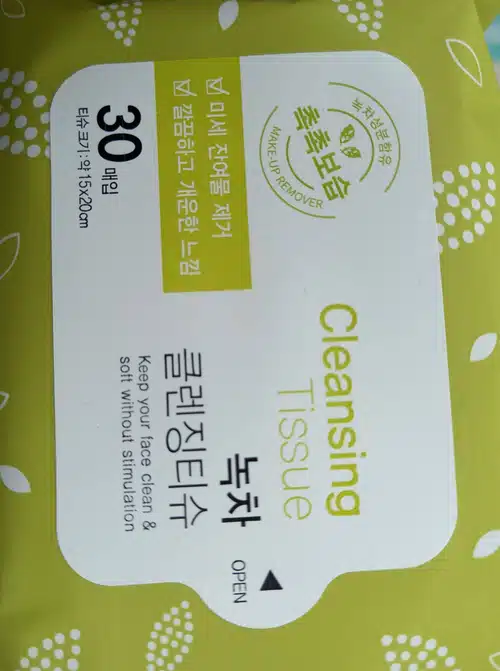 녹차성분함유
촉촉보습
MAKE-UP REMOVER
Cleansing
Tissue
녹차
클렌징티슈
Keep your face clean &
soft without stimulation
OPEN
미세 잔여물 제거
깔끔하고 개운한 느낌
30매입
티슈 크기 : 약 15x20cm